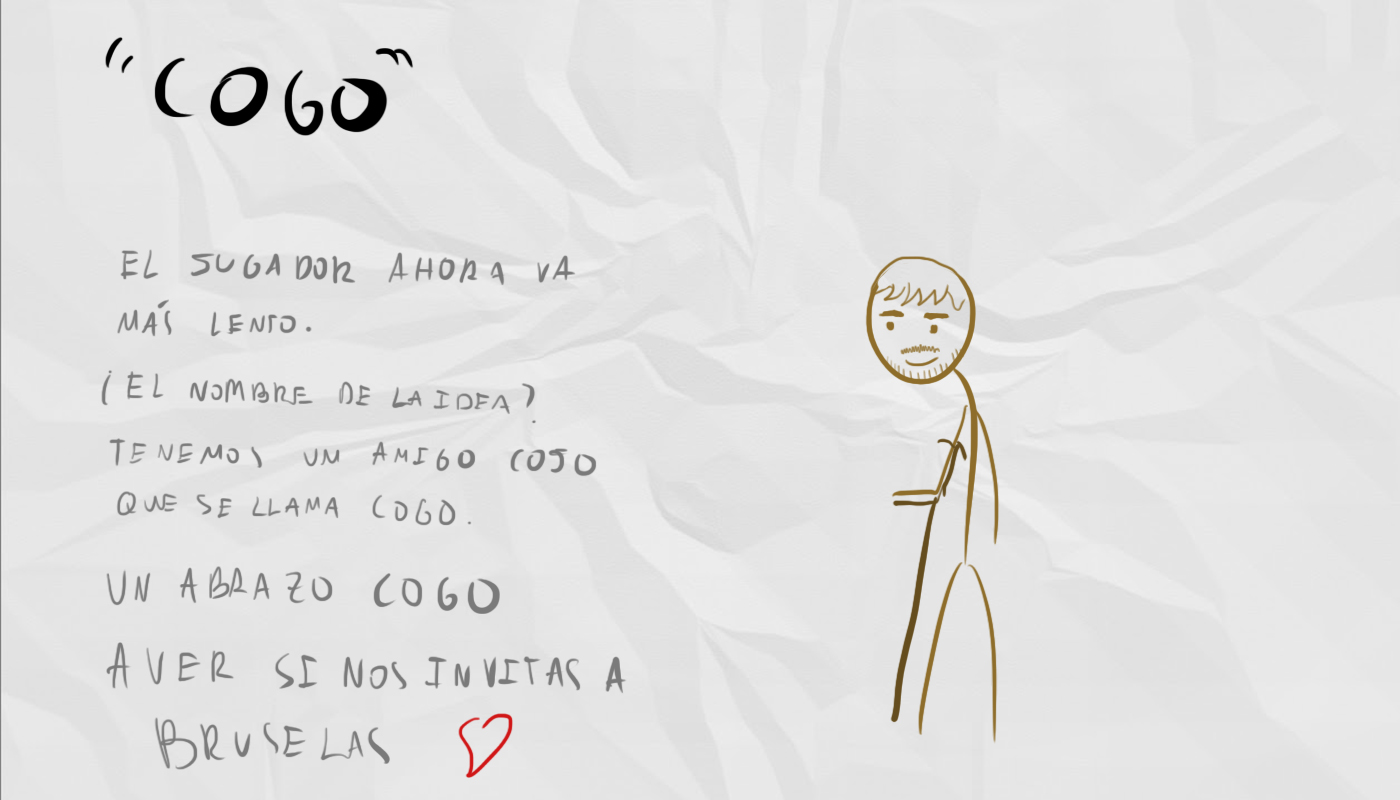 "COGO"
EL JUGADOR AHORA VA
MÁS LENTO.
(EL NOMBRE DE LA IDEA?
TENEMOS UN AMIGO COJO
QUE SE LLAMA COGO.
UN ABRAZO COGO
AVER SI NOS INVITAS A
BRUSELAS